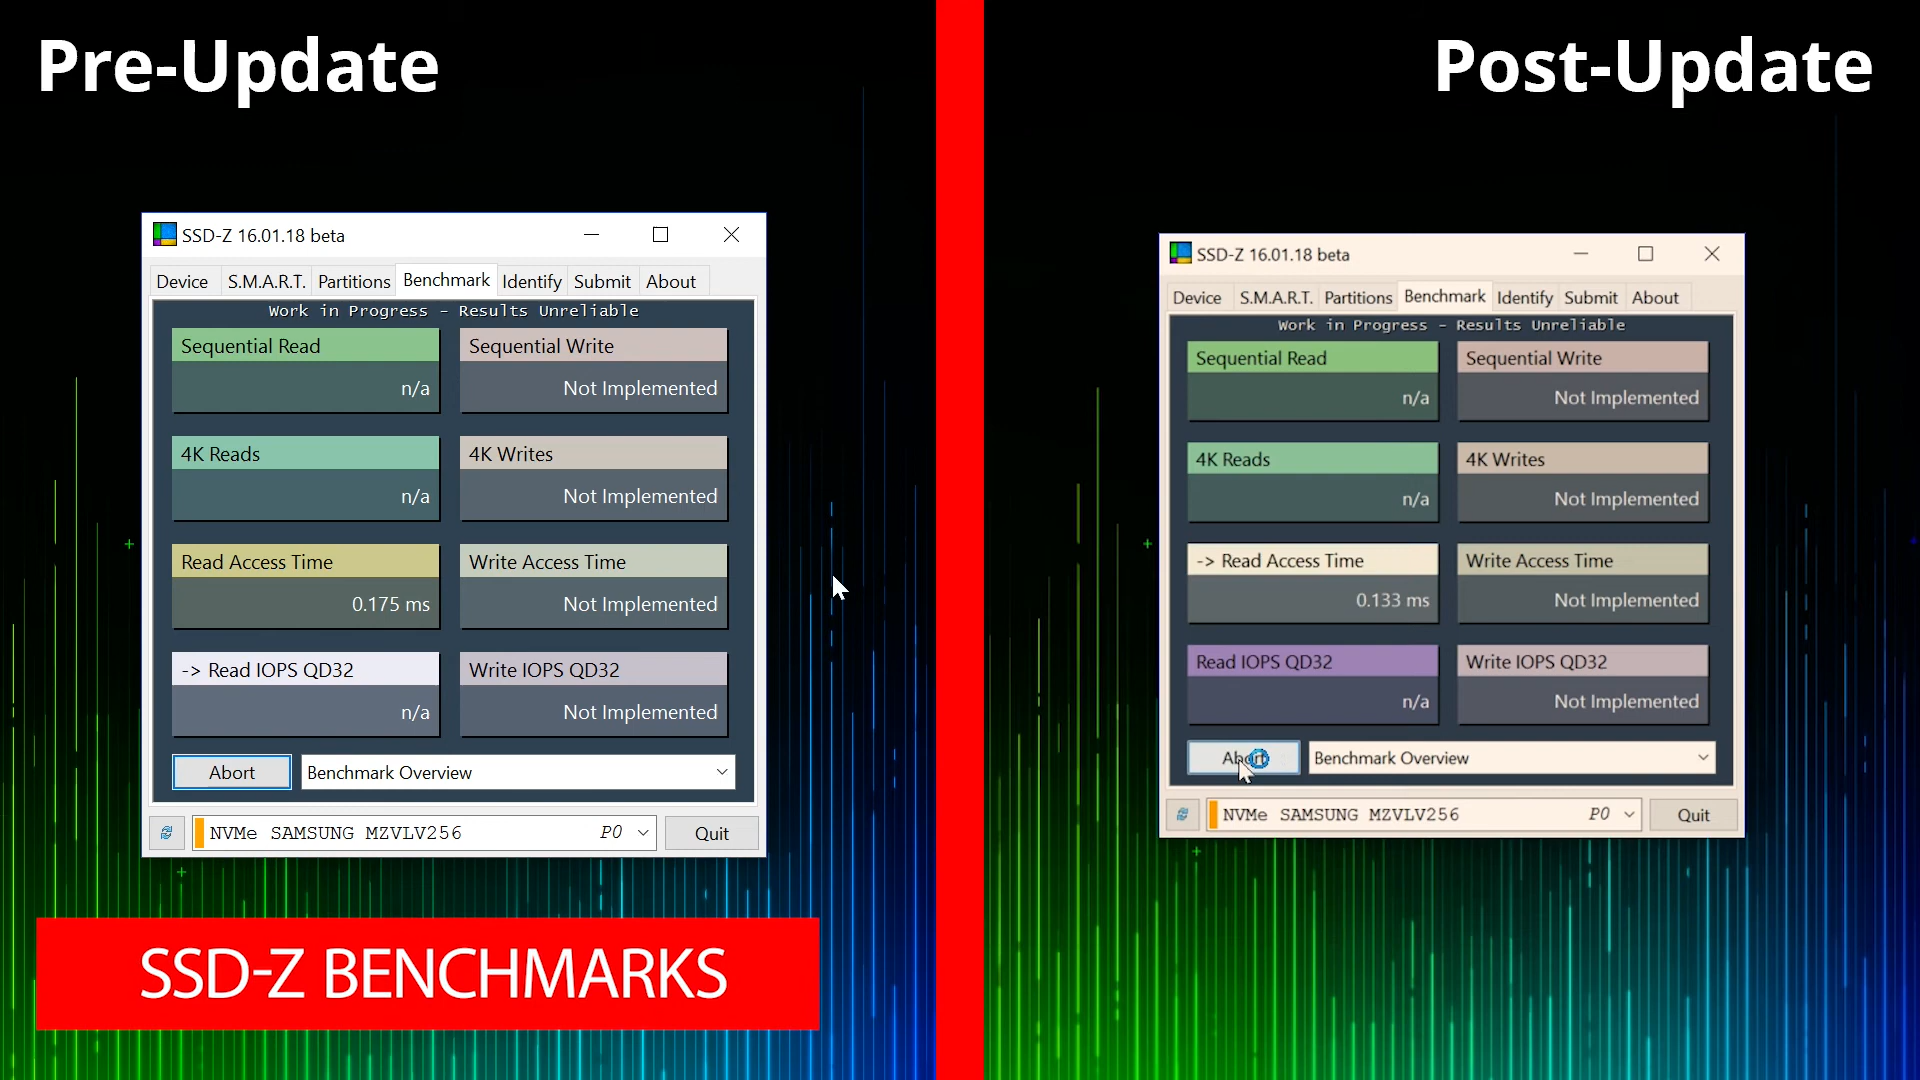 Pre-Update
SSD-Z 16.01.18 beta
Device S.M.A.R.T. Partitions Benchmark Identify Submit About
Work in Progress - Results Unreliable
Sequential Read Sequential Write
n/a Not Implemented
4K Reads 4K Writes
n/a Not Implemented
Read Access Time Write Access Time
0.175 ms Not Implemented
-> Read IOPS QD32 Write IOPS QD32
n/a Not Implemented
Abort Benchmark Overview
NVMe SAMSUNG MZVLV256 P0 Quit
SSD-Z BENCHMARKS
Post-Update
SSD-Z 16.01.18 beta
Device S.M.A.R.T. Partitions Benchmark Identify Submit About
Work in Progress - Results Unreliable
Sequential Read Sequential Write
n/a Not Implemented
4K Reads 4K Writes
n/a Not Implemented
-> Read Access Time Write Access Time
0.133 ms Not Implemented
Read IOPS QD32 Write IOPS QD32
n/a Not Implemented
Abort Benchmark Overview
NVMe SAMSUNG MZVLV256 P0 Quit